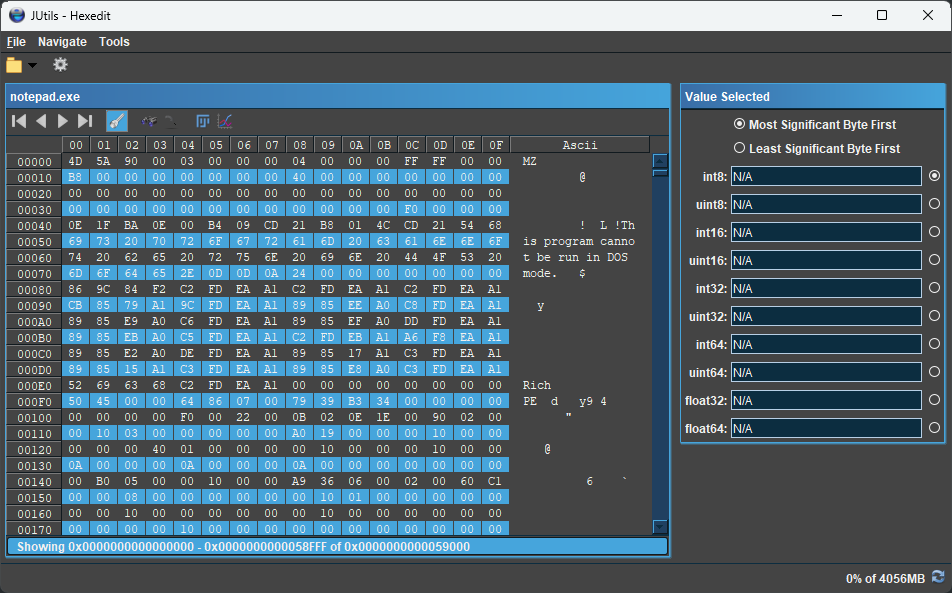 JUtils - Hexedit
File Navigate Tools
notepad.exe
00 01 02 03 04 05 06 07 08 09 0A 0B 0C 0D 0E 0F Ascii
00000 4D 5A 90 00 03 00 00 00 04 00 00 00 FF FF 00 00 MZ
00010 B8 00 00 00 00 00 00 00 40 00 00 00 00 00 00 00 @
00020 00 00 00 00 00 00 00 00 00 00 00 00 00 00 00 00
00030 00 00 00 00 00 00 00 00 00 00 00 00 F0 00 00 00
00040 0E 1F BA 0E 00 B4 09 CD 21 B8 01 4C CD 21 54 68 ! L !Th
00050 69 73 20 70 72 6F 67 72 61 6D 20 63 61 6E 6E 6F is program canno
00060 74 20 62 65 20 72 75 6E 20 69 6E 20 44 4F 53 20 t be run in DOS
00070 6D 6F 64 65 2E 0D 0D 0A 24 00 00 00 00 00 00 00 mode. $
00080 86 9C 84 F2 C2 FD EA A1 C2 FD EA A1 C2 FD EA A1
00090 CB 85 79 A1 9C FD EA A1 89 85 EE A0 C8 FD EA A1 y
000A0 89 85 E9 A0 C6 FD EA A1 89 85 EF A0 DD FD EA A1
000B0 89 85 EB A0 C5 FD EA A1 C2 FD EB A1 A6 F8 EA A1
000C0 89 85 E2 A0 DE FD EA A1 89 85 17 A1 C3 FD EA A1
000D0 89 85 15 A1 C3 FD EA A1 89 85 E8 A0 C3 FD EA A1
000E0 52 69 63 68 C2 FD EA A1 00 00 00 00 00 00 00 00 Rich
000F0 50 45 00 00 64 86 07 00 79 39 B3 34 00 00 00 00 PE d y9 4
00100 00 00 00 00 F0 00 22 00 0B 02 0E 1E 00 90 02 00 "
00110 00 10 03 00 00 00 00 00 A0 19 00 00 00 10 00 00
00120 00 00 00 40 01 00 00 00 00 10 00 00 00 10 00 00 @
00130 0A 00 00 00 0A 00 00 00 0A 00 00 00 00 00 00 00
00140 00 B0 05 00 00 10 00 00 A9 36 06 00 02 00 60 C1 6 `
00150 00 00 08 00 00 00 00 00 00 10 01 00 00 00 00 00
00160 00 00 10 00 00 00 00 00 00 10 00 00 00 00 00 00
00170 00 00 00 00 10 00 00 00 00 00 00 00 00 00 00 00
Showing 0x0000000000000000 - 0x0000000000058FFF of 0x0000000000059000
Value Selected
Most Significant Byte First
Least Significant Byte First
int8: N/A
uint8: N/A
int16: N/A
uint16: N/A
int32: N/A
uint32: N/A
int64: N/A
uint64: N/A
float32: N/A
float64: N/A
0% of 4056MB